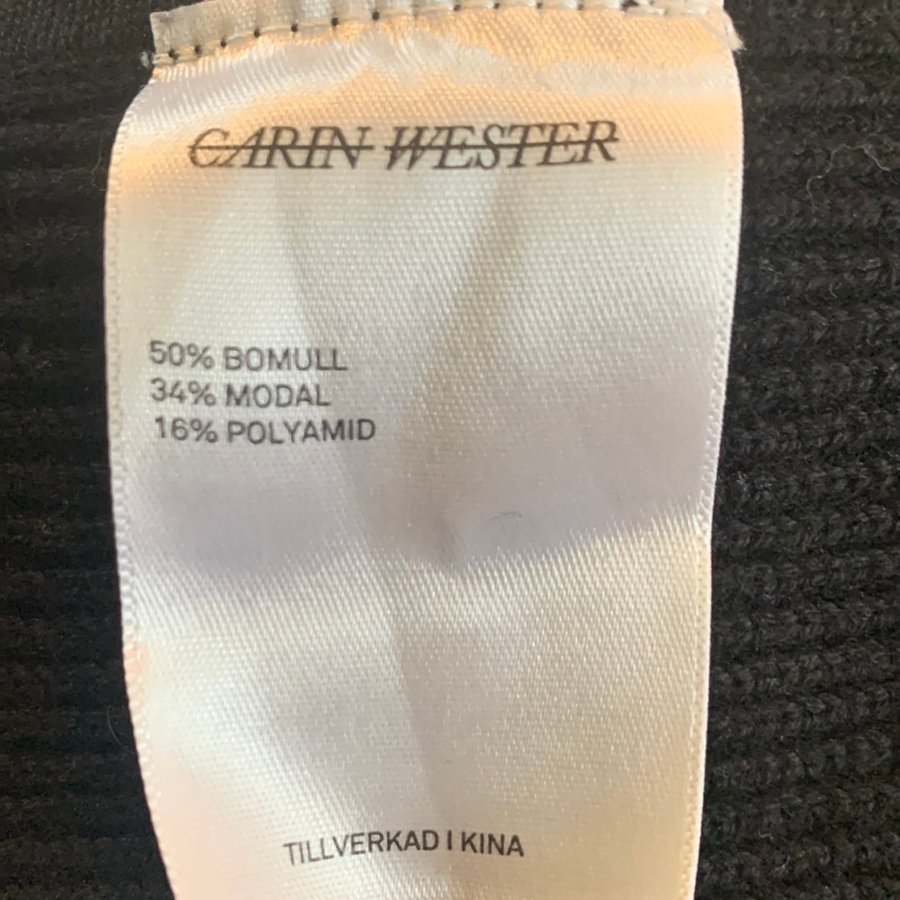 CARIN WESTER
50% BOMULL
34% MODAL
16% POLYAMID
TILLVERKAD I KINA